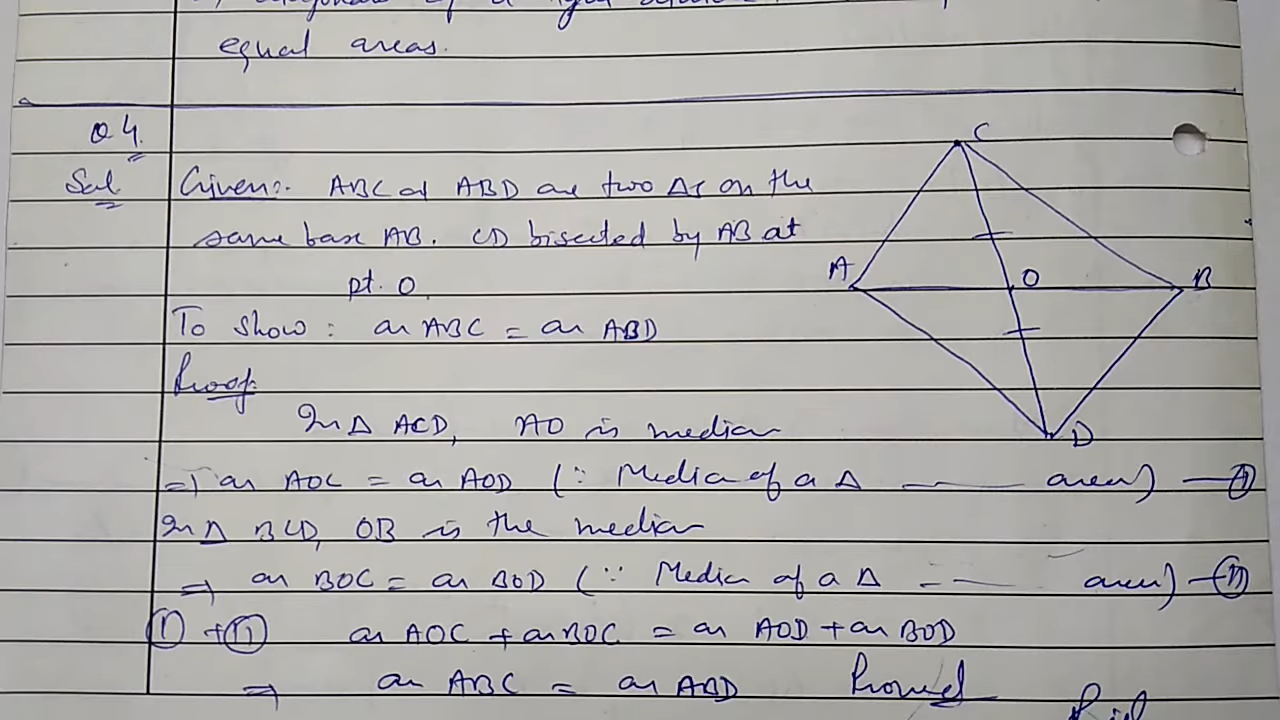 of a
equal areas.
Q 4.
Sol Given:- ABC & ABD are two Δs on the
same base AB. CD bisected by AB at
pt. O.
To show: ar ABC = ar ABD
Proof:
In Δ ACD, AO is median
=> ar AOC = ar AOD (∵ Median of a Δ ——— area) — (I)
In Δ BCD, OB is the median
=> ar BOC = ar BOD (∵ Median of a Δ - —— area) — (II)
(I) + (II) ar AOC + ar BOC = ar AOD + ar BOD
=> ar ABC = ar ABD Proved
C
A O B
D